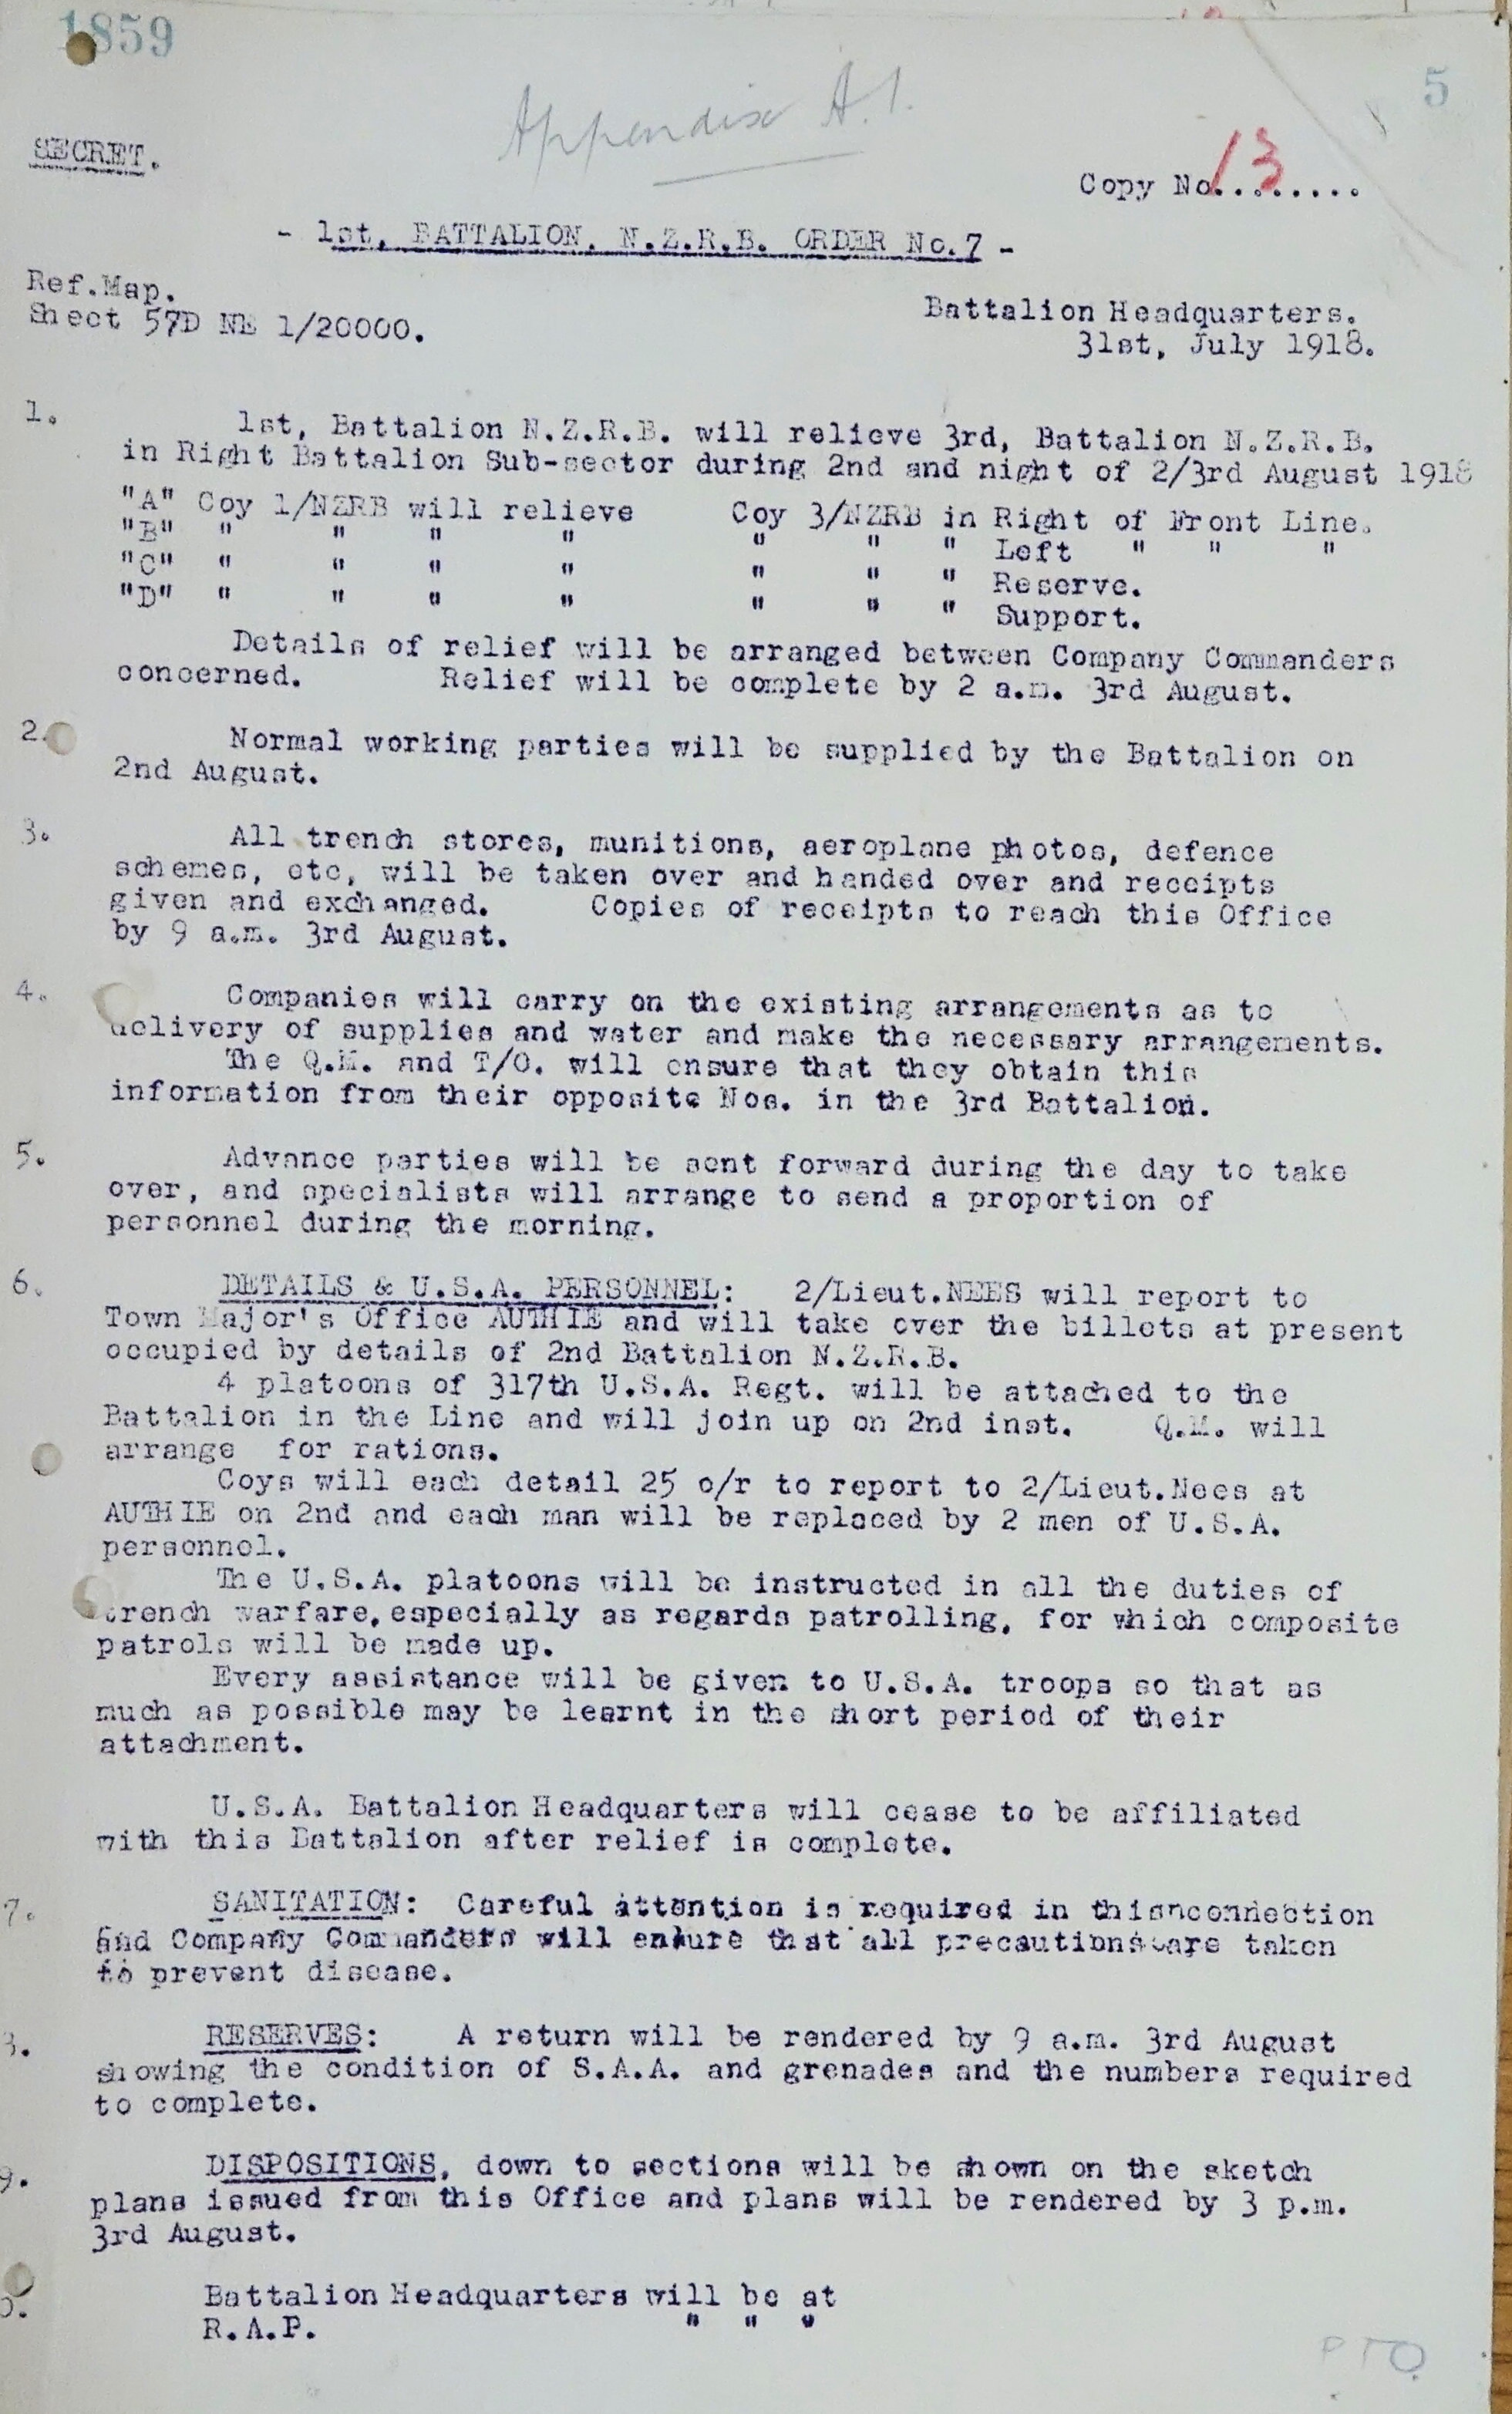 1859
5
Appendix A.1.
SECRET.
Copy No. 13 .......
- 1st, BATTALION. N.Z.R.B. ORDER No.7 -
Ref.Map.
Sheet 57D NE 1/20000.
Battalion Headquarters.
31st, July 1918.
1. 1st, Battalion N.Z.R.B. will relieve 3rd, Battalion N.Z.R.B.
in Right Battalion Sub-sector during 2nd and night of 2/3rd August 1918
"A" Coy 1/NZRB will relieve Coy 3/NZRB in Right of Front Line.
"B" " " " " " " " Left " " "
"C" " " " " " " " Reserve.
"D" " " " " " " " Support.
Details of relief will be arranged between Company Commanders
concerned. Relief will be complete by 2 a.m. 3rd August.
2. Normal working parties will be supplied by the Battalion on
2nd August.
3. All trench stores, munitions, aeroplane photos, defence
schemes, etc, will be taken over and handed over and receipts
given and exchanged. Copies of receipts to reach this Office
by 9 a.m. 3rd August.
4. Companies will carry on the existing arrangements as to
delivery of supplies and water and make the necessary arrangements.
The Q.M. and T/O. will ensure that they obtain this
information from their opposite Nos. in the 3rd Battalion.
5. Advance parties will be sent forward during the day to take
over, and specialists will arrange to send a proportion of
personnel during the morning.
6. DETAILS & U.S.A. PERSONNEL: 2/Lieut.NEES will report to
Town Major's Office AUTHIE and will take over the billets at present
occupied by details of 2nd Battalion N.Z.R.B.
4 platoons of 317th U.S.A. Regt. will be attached to the
Battalion in the Line and will join up on 2nd inst. Q.M. will
arrange for rations.
Coys will each detail 25 o/r to report to 2/Lieut.Nees at
AUTHIE on 2nd and each man will be replaced by 2 men of U.S.A.
personnel.
The U.S.A. platoons will be instructed in all the duties of
trench warfare,especially as regards patrolling, for which composite
patrols will be made up.
Every assistance will be given to U.S.A. troops so that as
much as possible may be learnt in the short period of their
attachment.
U.S.A. Battalion Headquarters will cease to be affiliated
with this Battalion after relief is complete.
7. SANITATION: Careful attention is required in thisnconnection
and Company Commanders will ensure that all precautions are taken
to prevent disease.
8. RESERVES: A return will be rendered by 9 a.m. 3rd August
showing the condition of S.A.A. and grenades and the numbers required
to complete.
9. DISPOSITIONS, down to sections will be shown on the sketch
plans issued from this Office and plans will be rendered by 3 p.m.
3rd August.
0. Battalion Headquarters will be at
R.A.P. " " "
PTO.